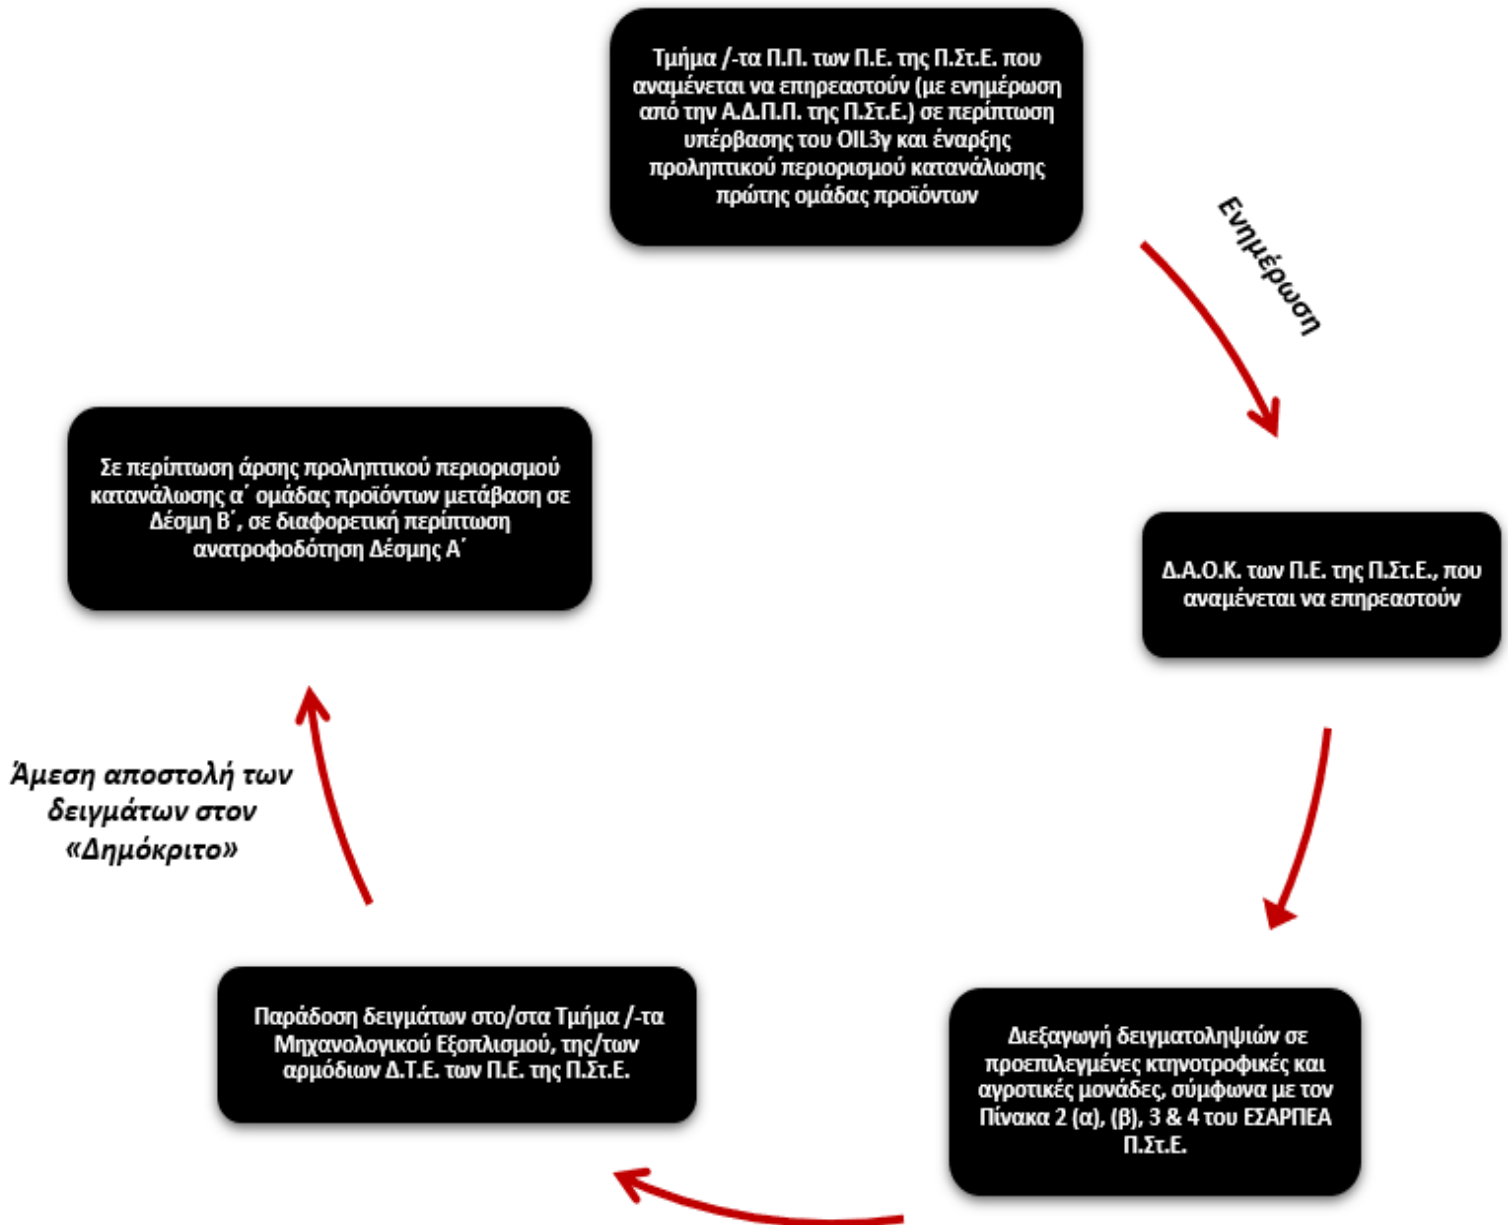 Τμήμα /-τα Π.Π. των Π.Ε. της Π.Στ.Ε. που
αναμένεται να επηρεαστούν (με ενημέρωση
από την Α.Δ.Π.Π. της Π.Στ.Ε.) σε περίπτωση
υπέρβασης του OIL3γ και έναρξης
προληπτικού περιορισμού κατανάλωσης
πρώτης ομάδας προϊόντων
Ενημέρωση
Δ.Α.Ο.Κ. των Π.Ε. της Π.Στ.Ε., που
αναμένεται να επηρεαστούν
Διεξαγωγή δειγματοληψιών σε
προεπιλεγμένες κτηνοτροφικές και
αγροτικές μονάδες, σύμφωνα με τον
Πίνακα 2 (α), (β), 3 & 4 του ΕΣΑΡΠΕΑ
Π.Στ.Ε.
Παράδοση δειγμάτων στο/στα Τμήμα /-τα
Μηχανολογικού Εξοπλισμού, της/των
αρμόδιων Δ.Τ.Ε. των Π.Ε. της Π.Στ.Ε.
Άμεση αποστολή των
δειγμάτων στον
«Δημόκριτο»
Σε περίπτωση άρσης προληπτικού περιορισμού
κατανάλωσης α΄ ομάδας προϊόντων μετάβαση σε
Δέσμη Β΄, σε διαφορετική περίπτωση
ανατροφοδότηση Δέσμης Α΄